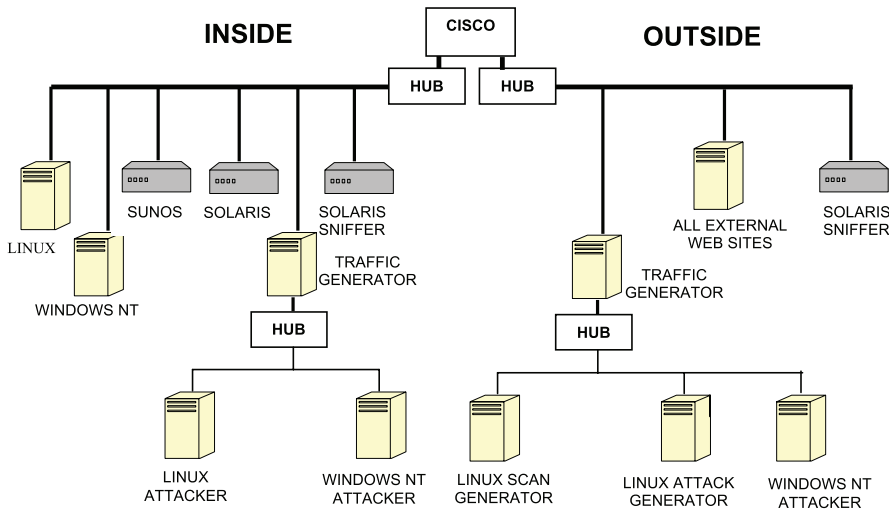 INSIDE
CISCO
OUTSIDE
HUB
HUB
LINUX
WINDOWS NT
SUNOS
SOLARIS
SOLARIS
SNIFFER
TRAFFIC
GENERATOR
HUB
LINUX
ATTACKER
WINDOWS NT
ATTACKER
ALL EXTERNAL
WEB SITES
SOLARIS
SNIFFER
TRAFFIC
GENERATOR
HUB
LINUX SCAN
GENERATOR
LINUX ATTACK
GENERATOR
WINDOWS NT
ATTACKER